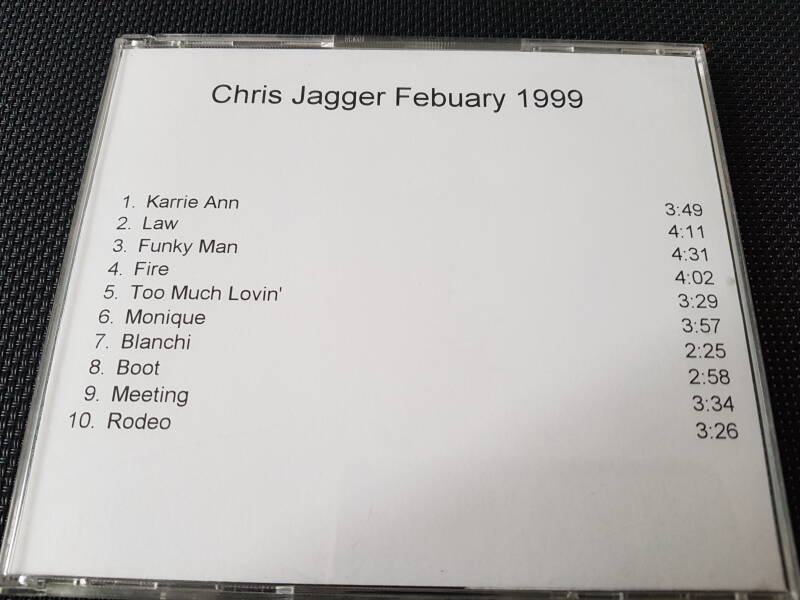 Chris Jagger Febuary 1999
1. Karrie Ann 3:49
2. Law 4:11
3. Funky Man 4:31
4. Fire 4:02
5. Too Much Lovin' 3:29
6. Monique 3:57
7. Blanchi 2:25
8. Boot 2:58
9. Meeting 3:34
10. Rodeo 3:26